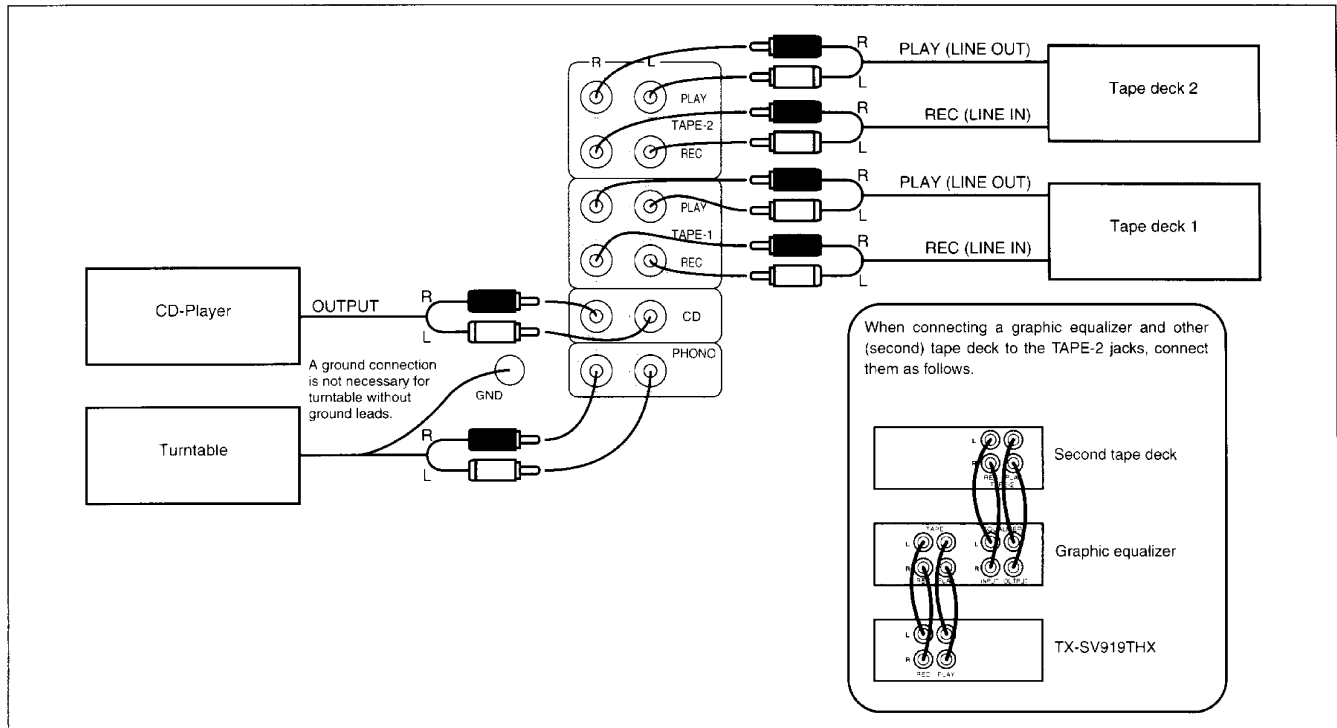 R L
PLAY
TAPE-2
REC
PLAY
TAPE-1
REC
CD
PHONO
R
L
PLAY (LINE OUT)
R
L
REC (LINE IN)
Tape deck 2
R
L
PLAY (LINE OUT)
R
L
REC (LINE IN)
Tape deck 1
CD-Player
OUTPUT
R
L
A ground connection
is not necessary for
turntable without
ground leads.
GND
Turntable
R
L
When connecting a graphic equalizer and other
(second) tape deck to the TAPE-2 jacks, connect
them as follows.
L
R
TAPE-2
Second tape deck
TAPE
L L
R R
INPUT OUTPUT
Graphic equalizer
L
R
REC PLAY
TX-SV919THX